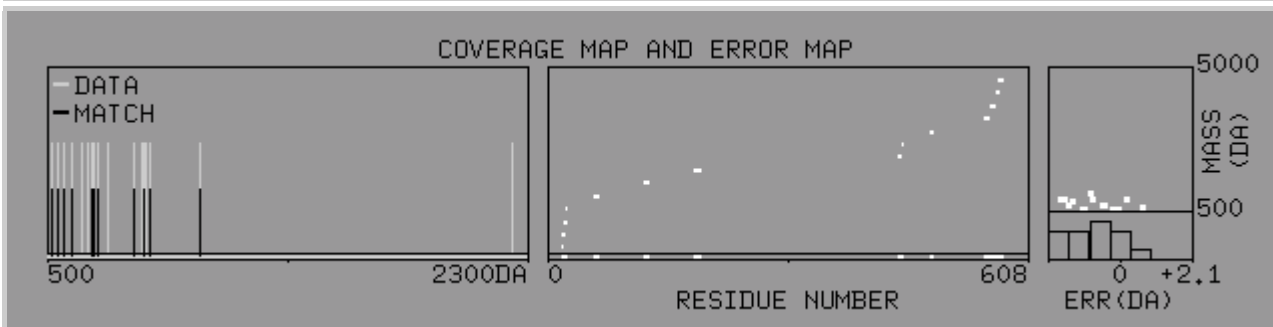 COVERAGE MAP AND ERROR MAP
DATA
MATCH
500
2300DA
0
608
RESIDUE NUMBER
5000
MASS
(DA)
500
0
+2.1
ERR(DA)